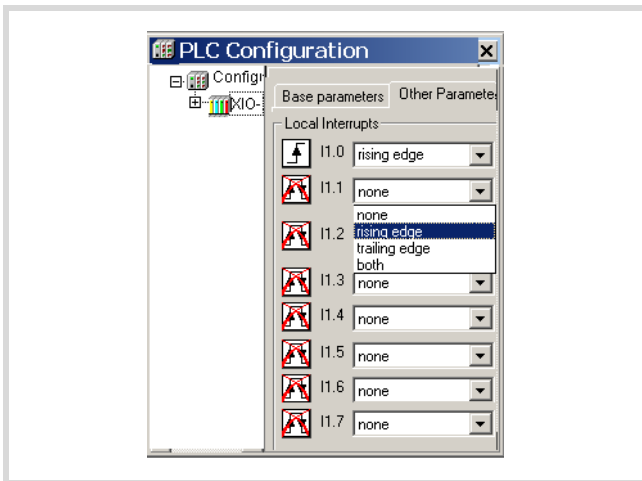 PLC Configuration
Configur
XIO-
Base parameters Other Paramete
Local Interrupts
I1.0 rising edge
I1.1 none
none
rising edge
I1.2
trailing edge
both
I1.3 none
I1.4 none
I1.5 none
I1.6 none
I1.7 none